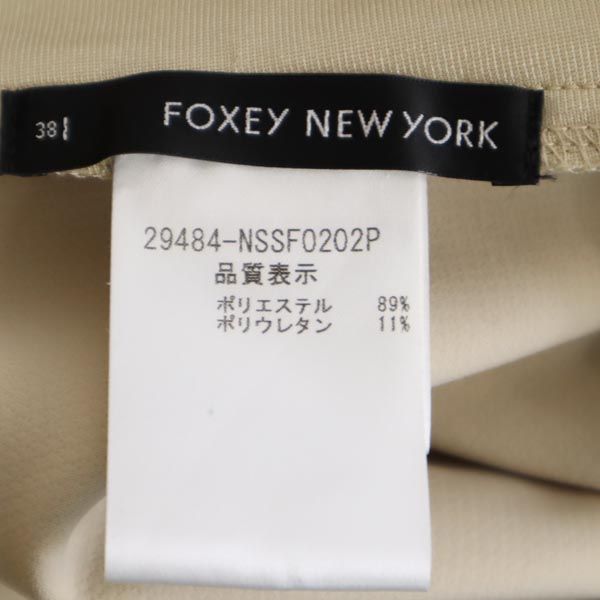 38
FOXEY NEW YORK
29484-NSSF0202P
品質表示
ポリエステル 89%
ポリウレタン 11%